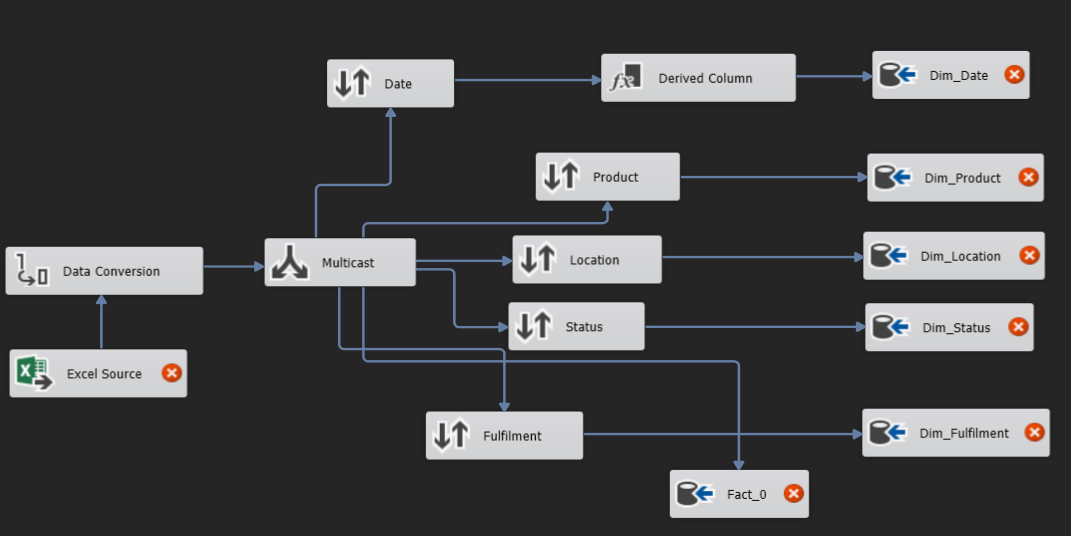 Date
Derived Column
Dim_Date
Product
Dim_Product
Data Conversion
Multicast
Location
Dim_Location
Status
Dim_Status
Excel Source
Fulfilment
Dim_Fulfilment
Fact_0